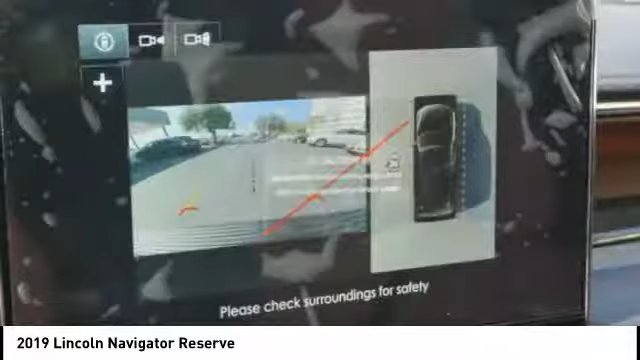 Please check surroundings for safety
2019 Lincoln Navigator Reserve